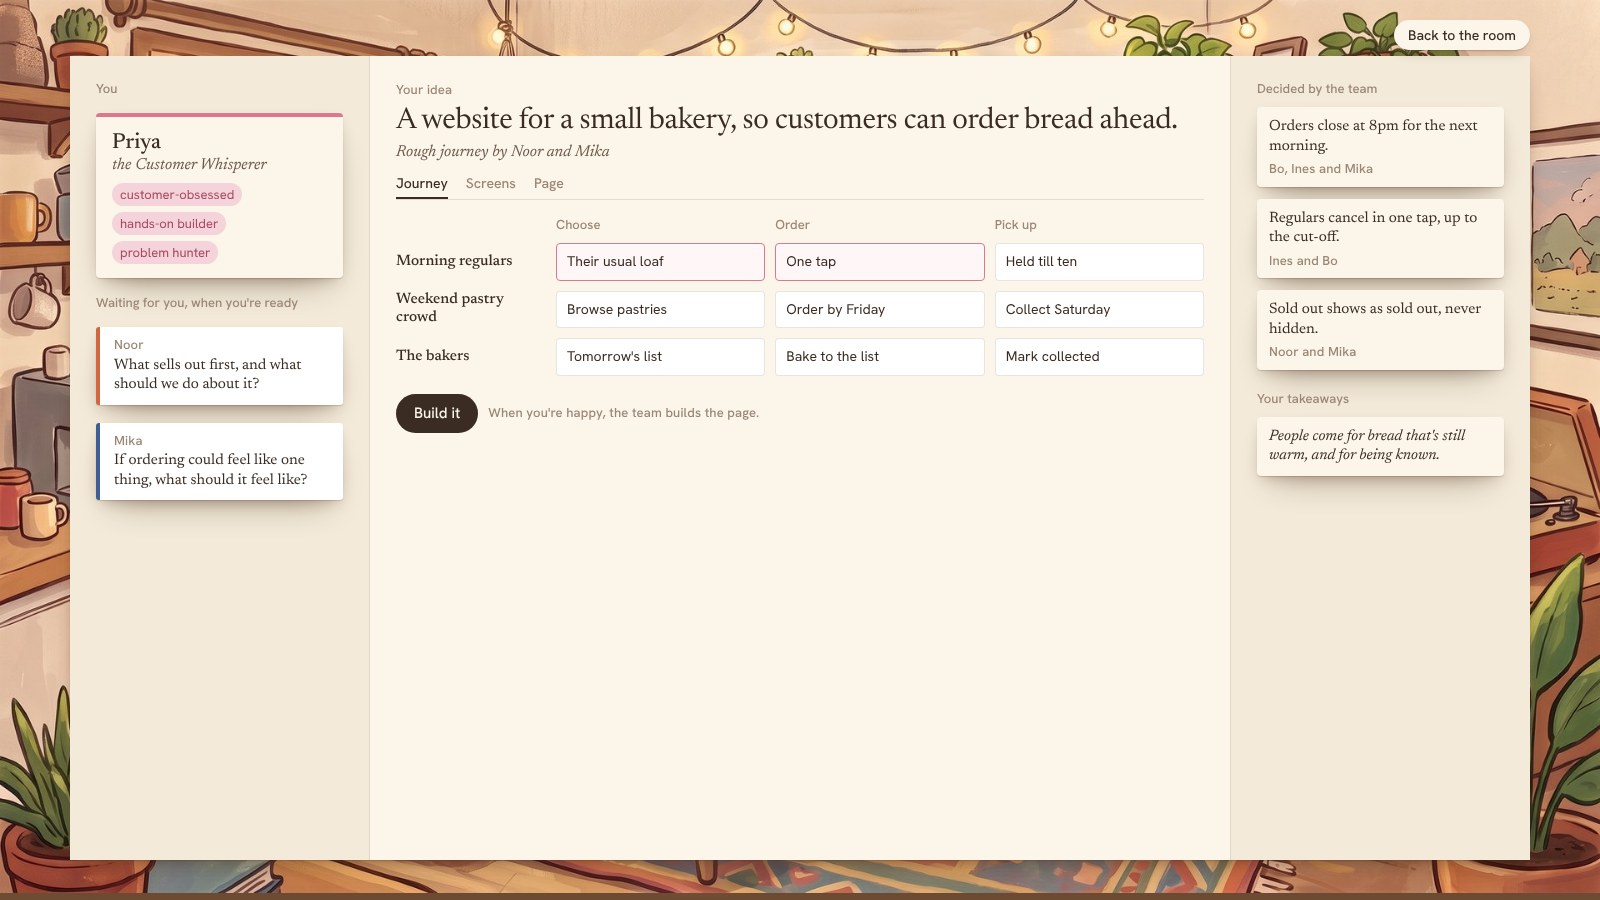 Back to the room
You
Priya
the Customer Whisperer
customer-obsessed
hands-on builder
problem hunter
Waiting for you, when you're ready
Noor
What sells out first, and what
should we do about it?
Mika
If ordering could feel like one
thing, what should it feel like?
Your idea
A website for a small bakery, so customers can order bread ahead.
Rough journey by Noor and Mika
Journey Screens Page
Choose Order Pick up
Morning regulars Their usual loaf One tap Held till ten
Weekend pastry
crowd Browse pastries Order by Friday Collect Saturday
The bakers Tomorrow's list Bake to the list Mark collected
Build it When you're happy, the team builds the page.
Decided by the team
Orders close at 8pm for the next
morning.
Bo, Ines and Mika
Regulars cancel in one tap, up to
the cut-off.
Ines and Bo
Sold out shows as sold out, never
hidden.
Noor and Mika
Your takeaways
People come for bread that's still
warm, and for being known.